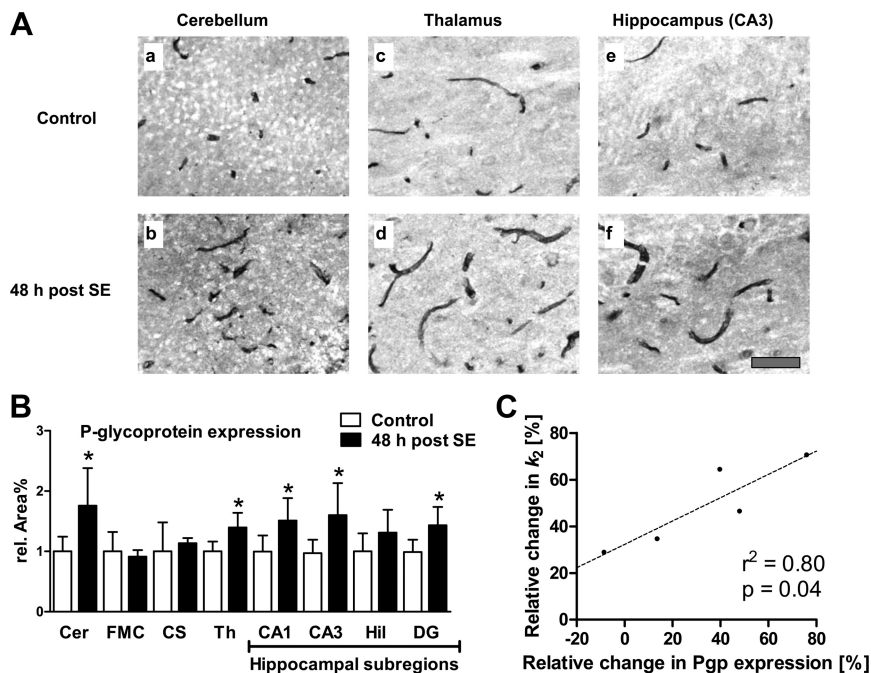 A
Cerebellum
Thalamus
Hippocampus (CA3)
Control
a
c
e
48 h post SE
b
d
f
B
P-glycoprotein expression
Control
48 h post SE
rel. Area%
3
2
1
0
* * * * *
Cer FMC CS Th CA1 CA3 Hil DG
Hippocampal subregions
C
Relative change in k2 [%]
80
60
40
20
0
r² = 0.80
p = 0.04
-20 0 20 40 60 80
Relative change in Pgp expression [%]